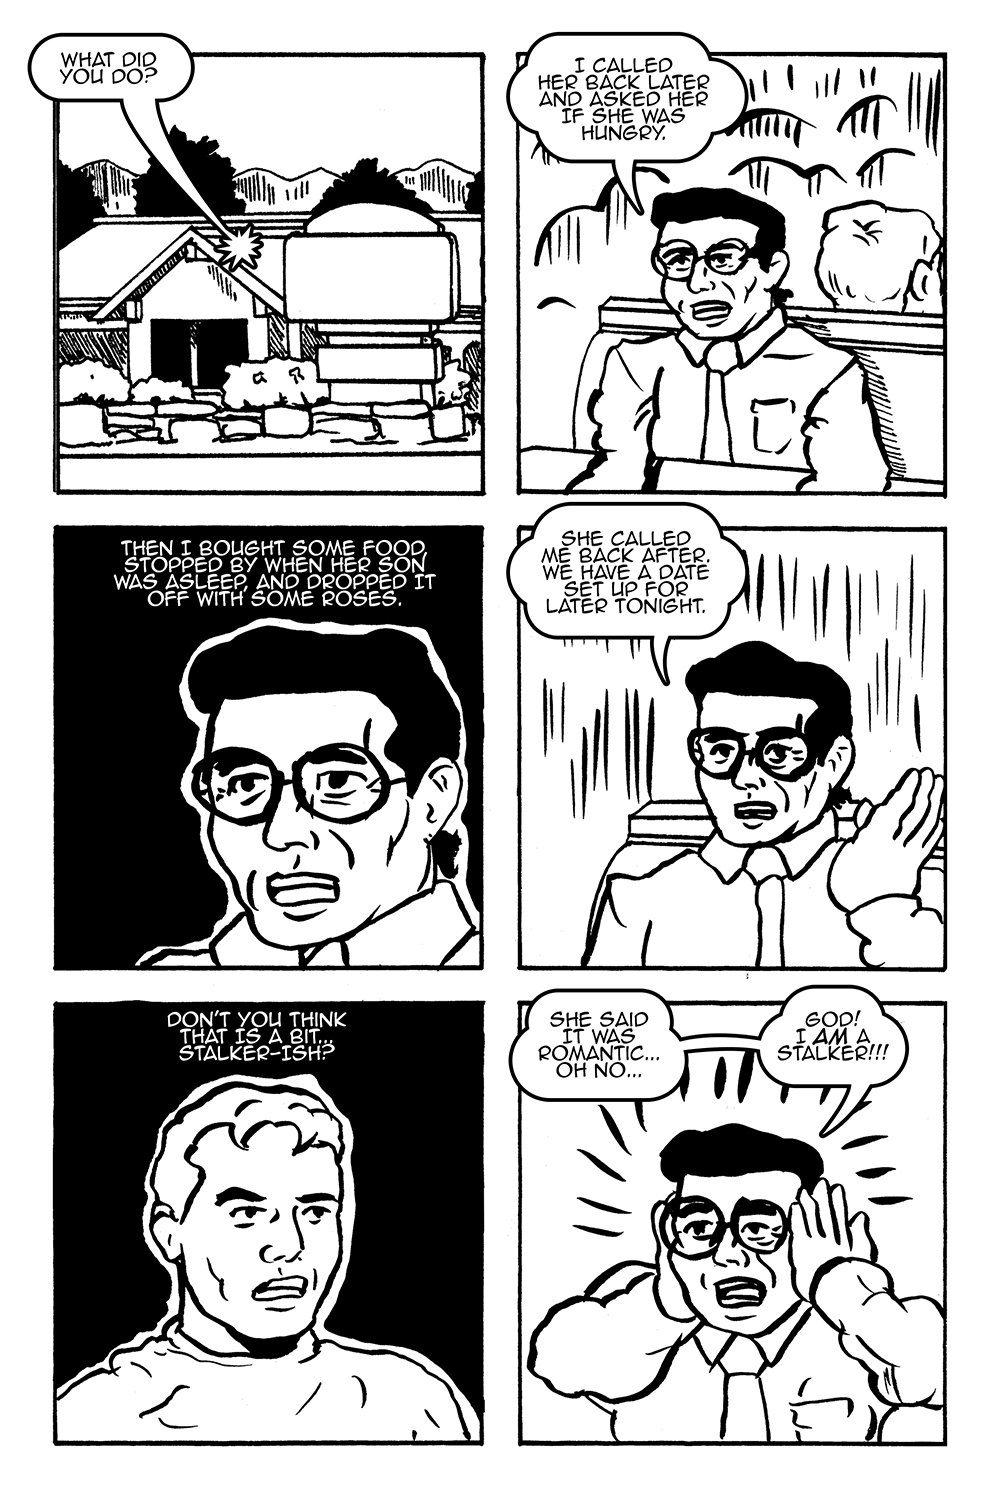 WHAT DID
YOU DO?
I CALLED
HER BACK LATER
AND ASKED HER
IF SHE WAS
HUNGRY.
THEN I BOUGHT SOME FOOD,
STOPPED BY WHEN HER SON
WAS ASLEEP, AND DROPPED IT
OFF WITH SOME ROSES.
SHE CALLED
ME BACK AFTER.
WE HAVE A DATE
SET UP FOR
LATER TONIGHT.
DON'T YOU THINK
THAT IS A BIT...
STALKER-ISH?
SHE SAID
IT WAS
ROMANTIC...
OH NO...
GOD!
I AM A
STALKER!!!